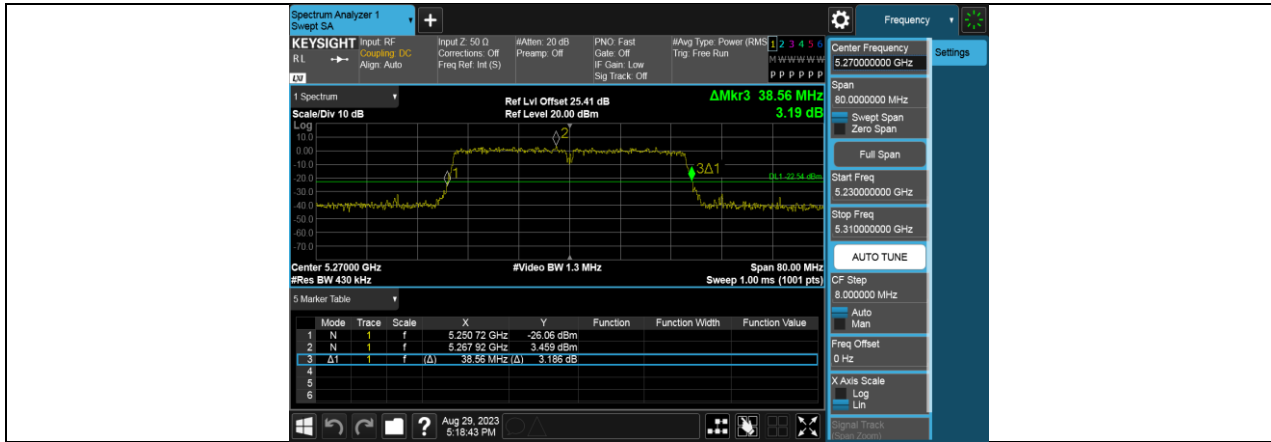 Spectrum Analyzer 1
Swept SA
+
Frequency
KEYSIGHT Input: RF Input Z: 50 Ω #Atten: 20 dB PNO: Fast #Avg Type: Power (RMS 1 2 3 4 5 6
RL Coupling: DC Corrections: Off Preamp: Off Gate: Off Trig: Free Run M W W W W W
Align: Auto Freq Ref: Int (S) IF Gain: Low P P P P P P
Sig Track: Off
LXI
1 Spectrum
Ref Lvl Offset 25.41 dB
ΔMkr3 38.56 MHz
Scale/Div 10 dB Ref Level 20.00 dBm 3.19 dB
Log
10.0
0.00
-10.0
-20.0
-30.0
-40.0
-50.0
-60.0
-70.0
2
1
3Δ1
DL1 -22.54 dBm
Center 5.27000 GHz #Video BW 1.3 MHz Span 80.00 MHz
#Res BW 430 kHz Sweep 1.00 ms (1001 pts)
5 Marker Table
Mode Trace Scale X Y Function Function Width Function Value
1 N 1 f 5.250 72 GHz -26.06 dBm
2 N 1 f 5.267 92 GHz 3.459 dBm
3 Δ1 1 f (Δ) 38.56 MHz (Δ) 3.186 dB
4
5
6
? Aug 29, 2023
5:18:43 PM
Center Frequency
5.270000000 GHz
Settings
Span
80.0000000 MHz
Swept Span
Zero Span
Full Span
Start Freq
5.230000000 GHz
Stop Freq
5.310000000 GHz
AUTO TUNE
CF Step
8.000000 MHz
Auto
Man
Freq Offset
0 Hz
X Axis Scale
Log
Lin
Signal Track
(Span Zoom)